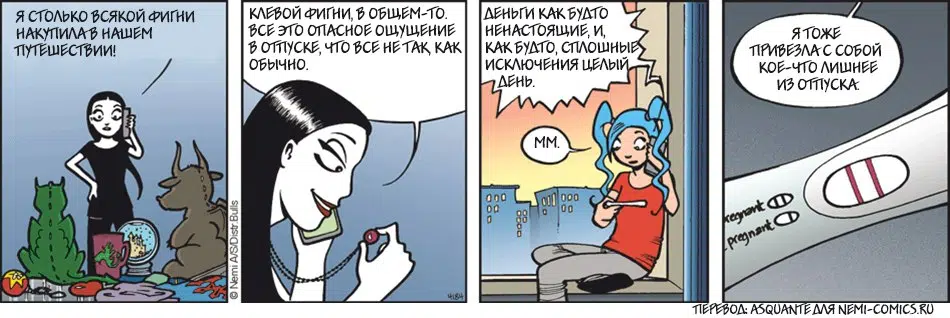 Я СТОЛЬКО ВСЯКОЙ ФИГНИ
НАКУПИЛА В НАШЕМ
ПУТЕШЕСТВИИ!
КЛЕВОЙ ФИГНИ, В ОБЩЕМ-ТО.
ВСЕ ЭТО ОПАСНОЕ ОЩУЩЕНИЕ
В ОТПУСКЕ, ЧТО ВСЕ НЕ ТАК, КАК
ОБЫЧНО.
ДЕНЬГИ КАК БУДТО
НЕНАСТОЯЩИЕ, И,
КАК БУДТО, СПЛОШНЫЕ
ИСКЛЮЧЕНИЯ ЦЕЛЫЙ
ДЕНЬ.
ММ.
Я ТОЖЕ
ПРИВЕЗЛА С СОБОЙ
КОЕ-ЧТО ЛИШНЕЕ
ИЗ ОТПУСКА.
pregnant
pregnant
© Nemi A/S/Distr.Bulls
4184
ПЕРЕВОД: ASQUANTE ДЛЯ NEMI-COMICS.RU